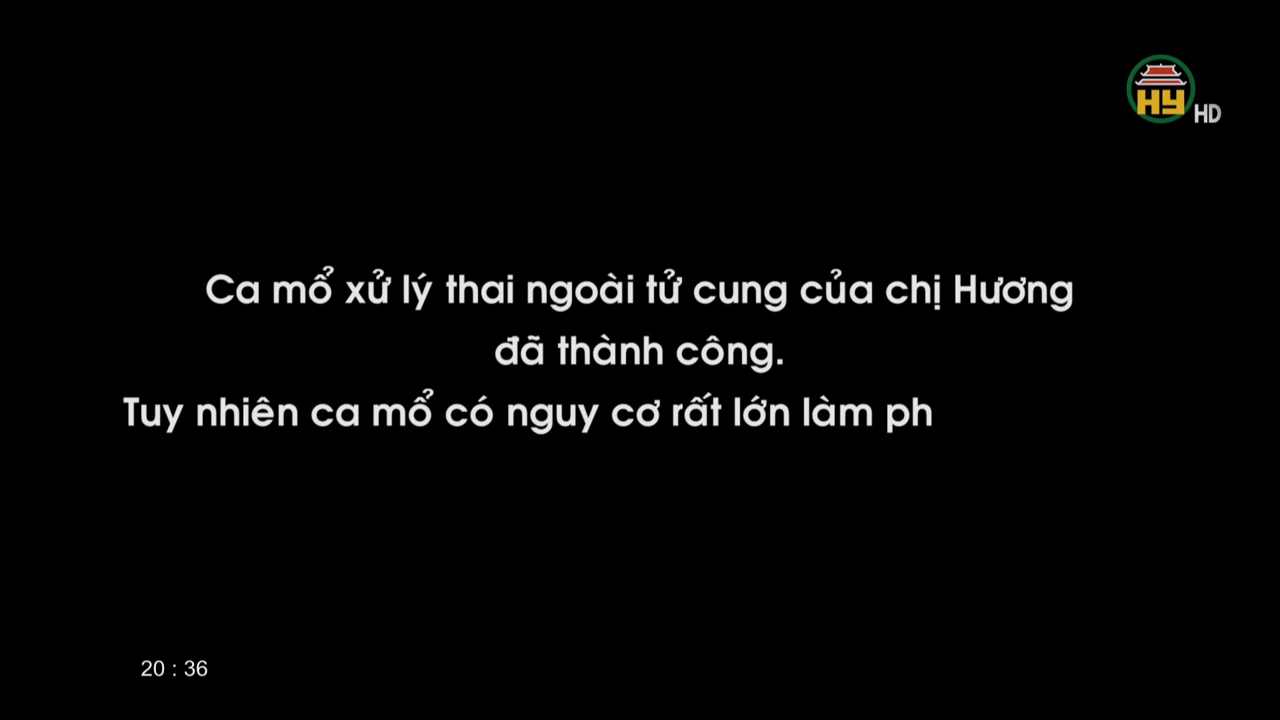 HY HD
Ca mổ xử lý thai ngoài tử cung của chị Hương
đã thành công.
Tuy nhiên ca mổ có nguy cơ rất lớn làm ph
20 : 36